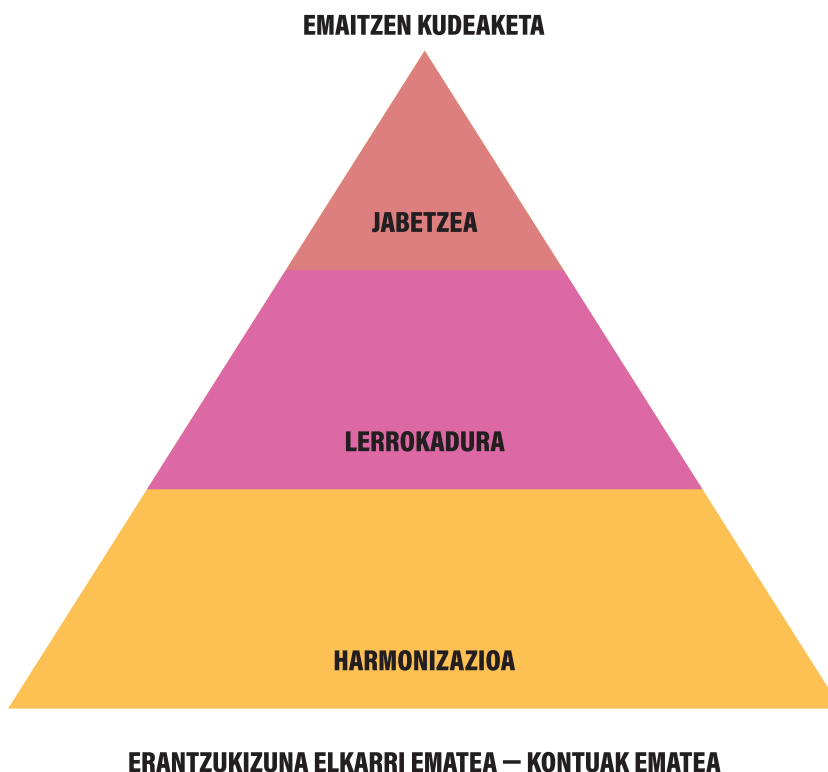 EMAITZEN KUDEAKETA
JABETZEA
LERROKADURA
HARMONIZAZIOA
ERANTZUKIZUNA ELKARRI EMATEA — KONTUAK EMATEA